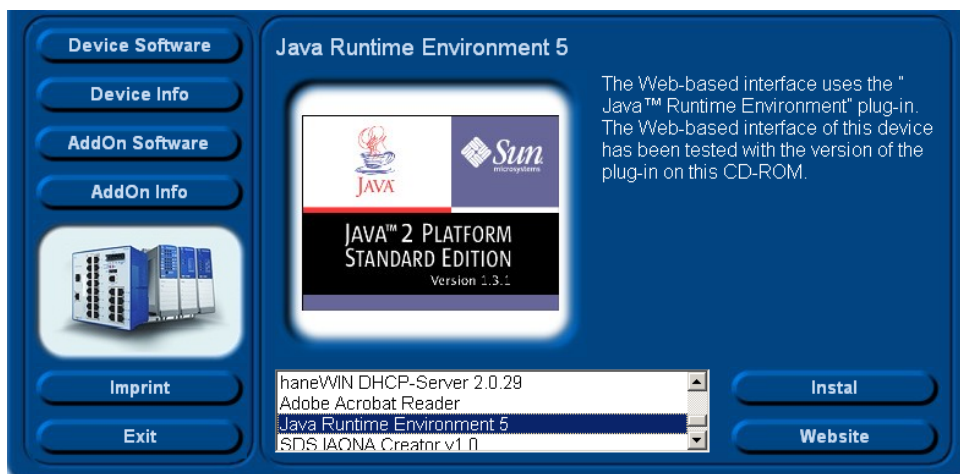 Device Software
Device Info
AddOn Software
AddOn Info
Imprint
Exit
Java Runtime Environment 5
JAVA
Sun
microsystems
JAVA™ 2 PLATFORM
STANDARD EDITION
Version 1.3.1
The Web-based interface uses the "
Java™ Runtime Environment" plug-in.
The Web-based interface of this device
has been tested with the version of the
plug-in on this CD-ROM.
haneWIN DHCP-Server 2.0.29
Adobe Acrobat Reader
Java Runtime Environment 5
SDS IAONA Creator v1.0
Instal
Website